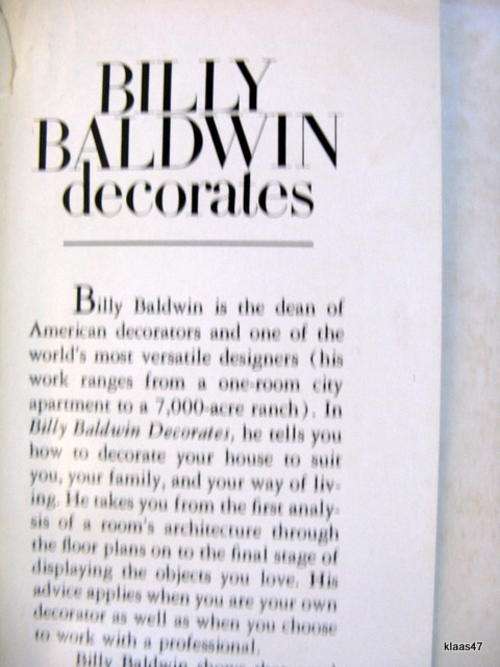 BILLY
BALDWIN
decorates
Billy Baldwin is the dean of
American decorators and one of the
world's most versatile designers (his
work ranges from a one-room city
apartment to a 7,000-acre ranch). In
Billy Baldwin Decorates, he tells you
how to decorate your house to suit
you, your family, and your way of liv-
ing. He takes you from the first analy-
sis of a room's architecture through
the floor plans on to the final stage of
displaying the objects you love. His
advice applies when you are your own
decorator as well as when you choose
to work with a professional.
Billy Baldwin shows
klaas47